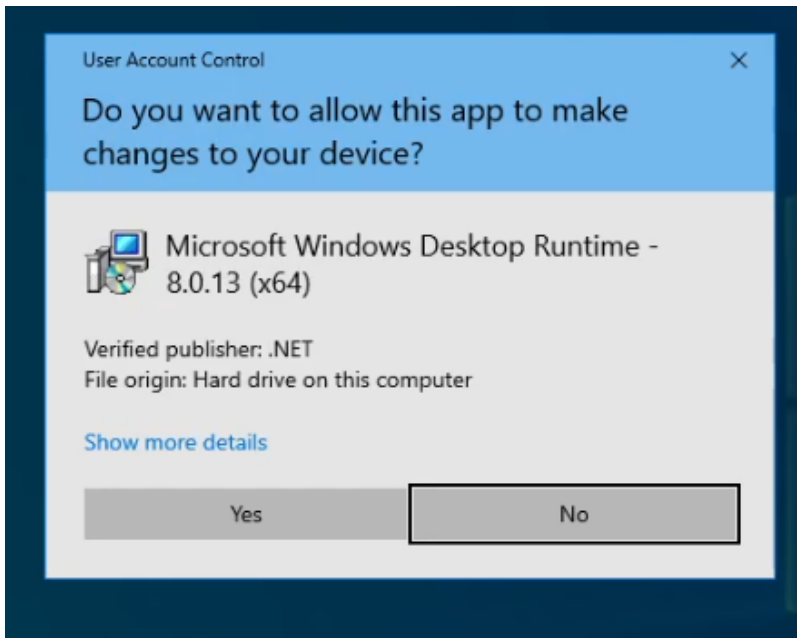 User Account Control
Do you want to allow this app to make
changes to your device?
Microsoft Windows Desktop Runtime -
8.0.13 (x64)
Verified publisher: .NET
File origin: Hard drive on this computer
Show more details
Yes
No